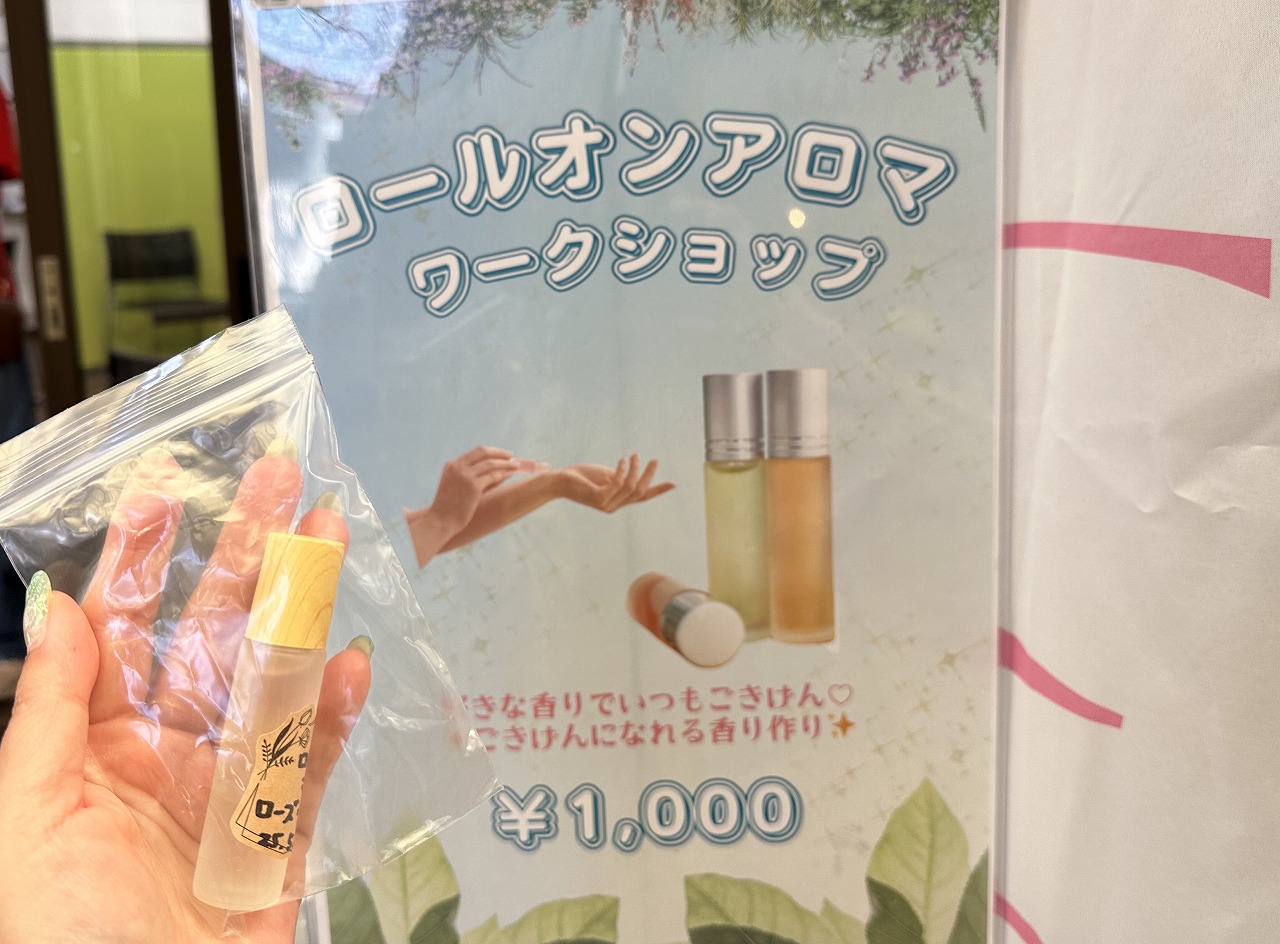 ロールオンアロマ
ワークショップ
きな香りでいつもごきげん♡
ごきげんになれる香り作り✨
¥1,000
ローズ
25.5